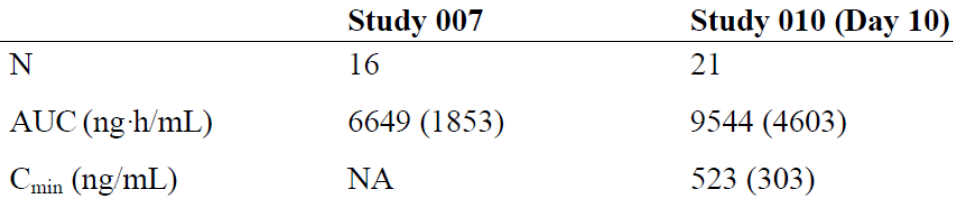 Study 007 Study 010 (Day 10)
N 16 21
AUC (ng·h/mL) 6649 (1853) 9544 (4603)
Cmin (ng/mL) NA 523 (303)